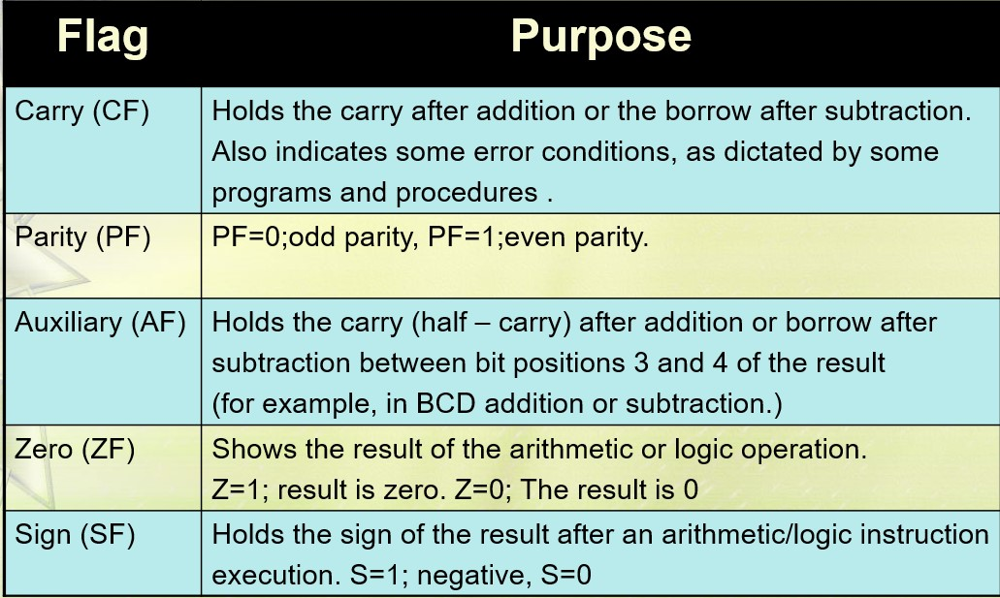 Flag Purpose
Carry (CF) Holds the carry after addition or the borrow after subtraction.
Also indicates some error conditions, as dictated by some
programs and procedures .
Parity (PF) PF=0;odd parity, PF=1;even parity.
Auxiliary (AF) Holds the carry (half – carry) after addition or borrow after
subtraction between bit positions 3 and 4 of the result
(for example, in BCD addition or subtraction.)
Zero (ZF) Shows the result of the arithmetic or logic operation.
Z=1; result is zero. Z=0; The result is 0
Sign (SF) Holds the sign of the result after an arithmetic/logic instruction
execution. S=1; negative, S=0